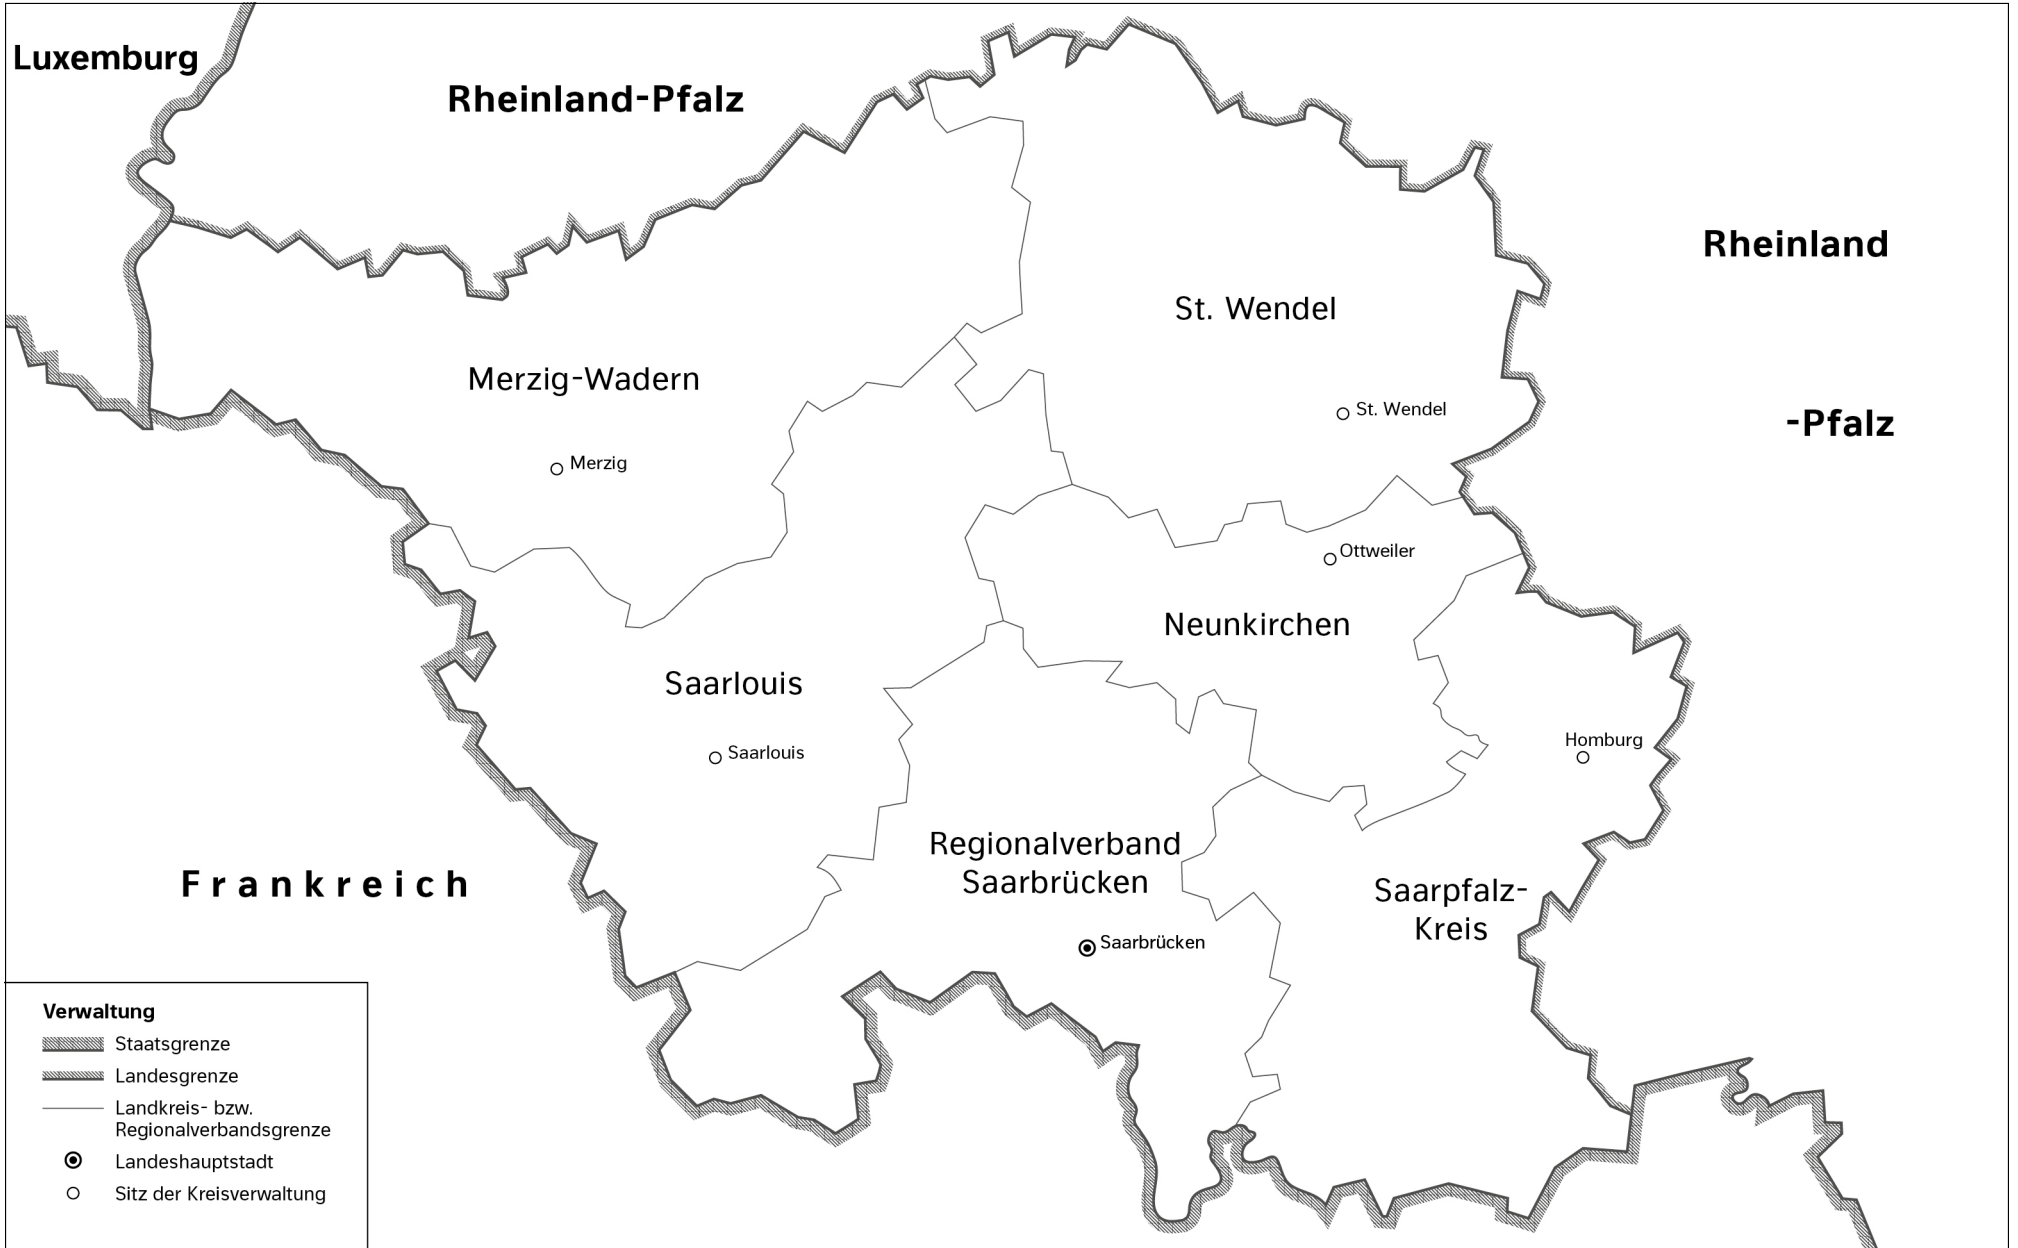 Luxemburg
Rheinland-Pfalz
Rheinland
-Pfalz
St. Wendel
Merzig-Wadern
St. Wendel
Merzig
Ottweiler
Neunkirchen
Saarlouis
Saarlouis
Homburg
Regionalverband
Saarbrücken
Frankreich
Saarpfalz-
Kreis
Saarbrücken
Verwaltung
Staatsgrenze
Landesgrenze
Landkreis- bzw.
Regionalverbandsgrenze
Landeshauptstadt
Sitz der Kreisverwaltung